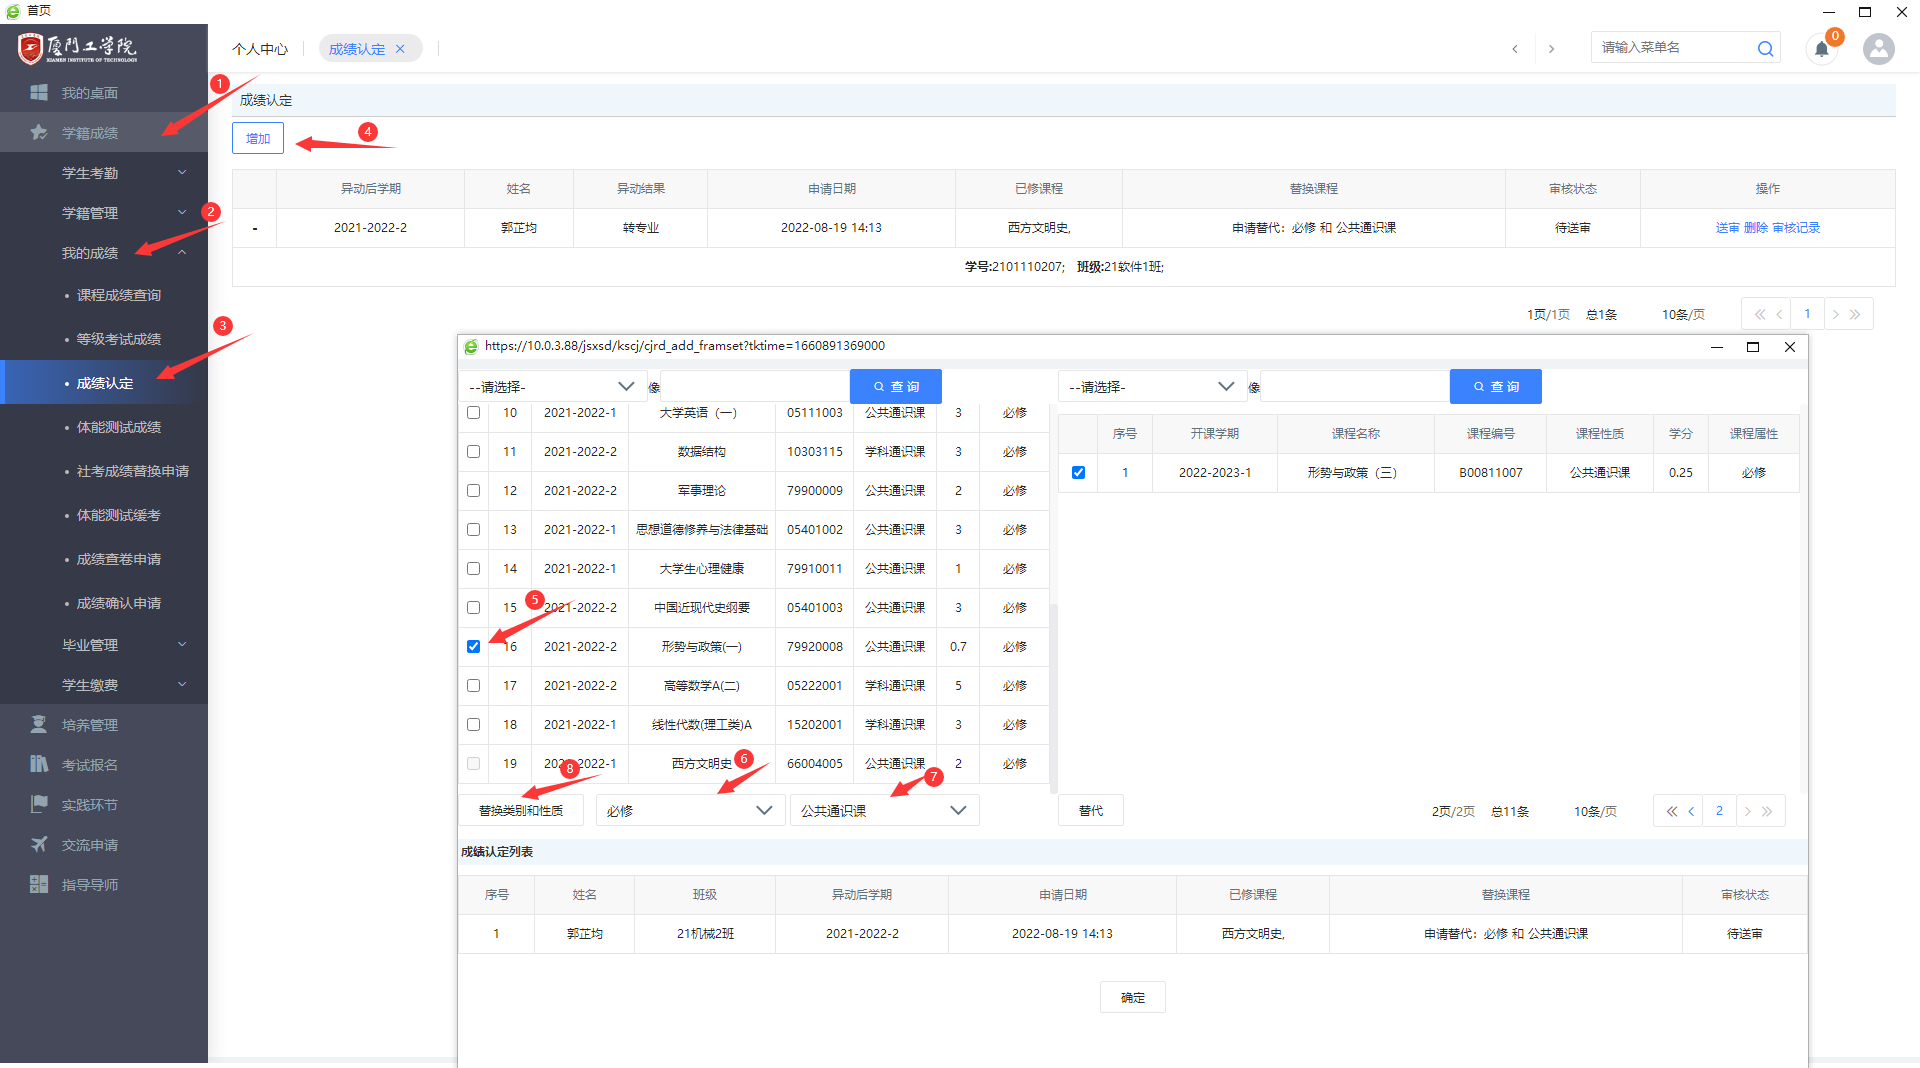 首页
厦门工学院
XIAMEN INSTITUTE OF TECHNOLOGY
个人中心
成绩认定 ×
请输入菜单名
0
我的桌面
学籍成绩
学生考勤
学籍管理
我的成绩
课程成绩查询
等级考试成绩
成绩认定
体能测试成绩
社考成绩替换申请
体能测试缓考
成绩查卷申请
成绩确认申请
毕业管理
学生缴费
培养管理
考试报名
实践环节
交流申请
指导导师
1
2
3
成绩认定
增加
4
异动后学期 姓名 异动结果 申请日期 已修课程 替换课程 审核状态 操作
- 2021-2022-2 郭芷均 转专业 2022-08-19 14:13 西方文明史, 申请替代：必修 和 公共通识课 待送审 送审 删除 审核记录
学号:2101110207; 班级:21软件1班;
1页/1页 总1条 10条/页 1
https://10.0.3.88/jsxsd/kscj/cjrd_add_framset?tktime=1660891369000
--请选择- 像 查 询
10 2021-2022-1 大学英语（一） 05111003 公共通识课 3 必修
11 2021-2022-2 数据结构 10303115 学科通识课 3 必修
12 2021-2022-2 军事理论 79900009 公共通识课 2 必修
13 2021-2022-1 思想道德修养与法律基础 05401002 公共通识课 3 必修
14 2021-2022-1 大学生心理健康 79910011 公共通识课 1 必修
15 2021-2022-2 中国近现代史纲要 05401003 公共通识课 3 必修
5
16 2021-2022-2 形势与政策(一) 79920008 公共通识课 0.7 必修
17 2021-2022-2 高等数学A(二) 05222001 学科通识课 5 必修
18 2021-2022-1 线性代数(理工类)A 15202001 学科通识课 3 必修
19 2021-2022-1 西方文明史 66004005 公共通识课 2 必修
6
7
8
替换类别和性质 必修 公共通识课
--请选择- 像 查 询
序号 开课学期 课程名称 课程编号 课程性质 学分 课程属性
1 2022-2023-1 形势与政策（三） B00811007 公共通识课 0.25 必修
替代 2页/2页 总11条 10条/页 2
成绩认定列表
序号 姓名 班级 异动后学期 申请日期 已修课程 替换课程 审核状态
1 郭芷均 21机械2班 2021-2022-2 2022-08-19 14:13 西方文明史, 申请替代：必修 和 公共通识课 待送审
确定